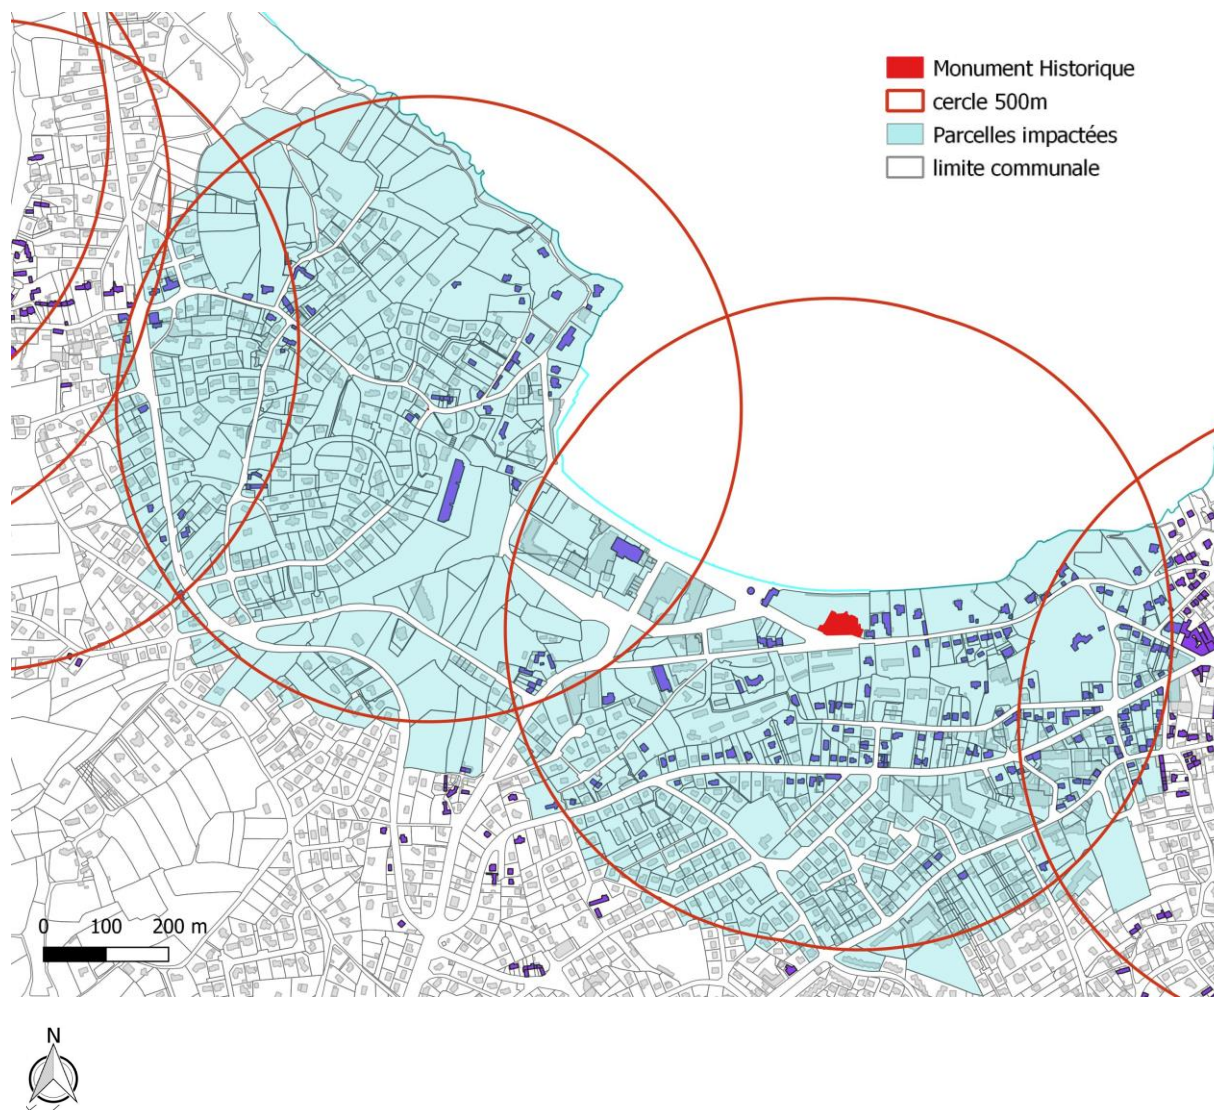 Monument Historique
cercle 500m
Parcelles impactées
limite communale
0 100 200 m
N